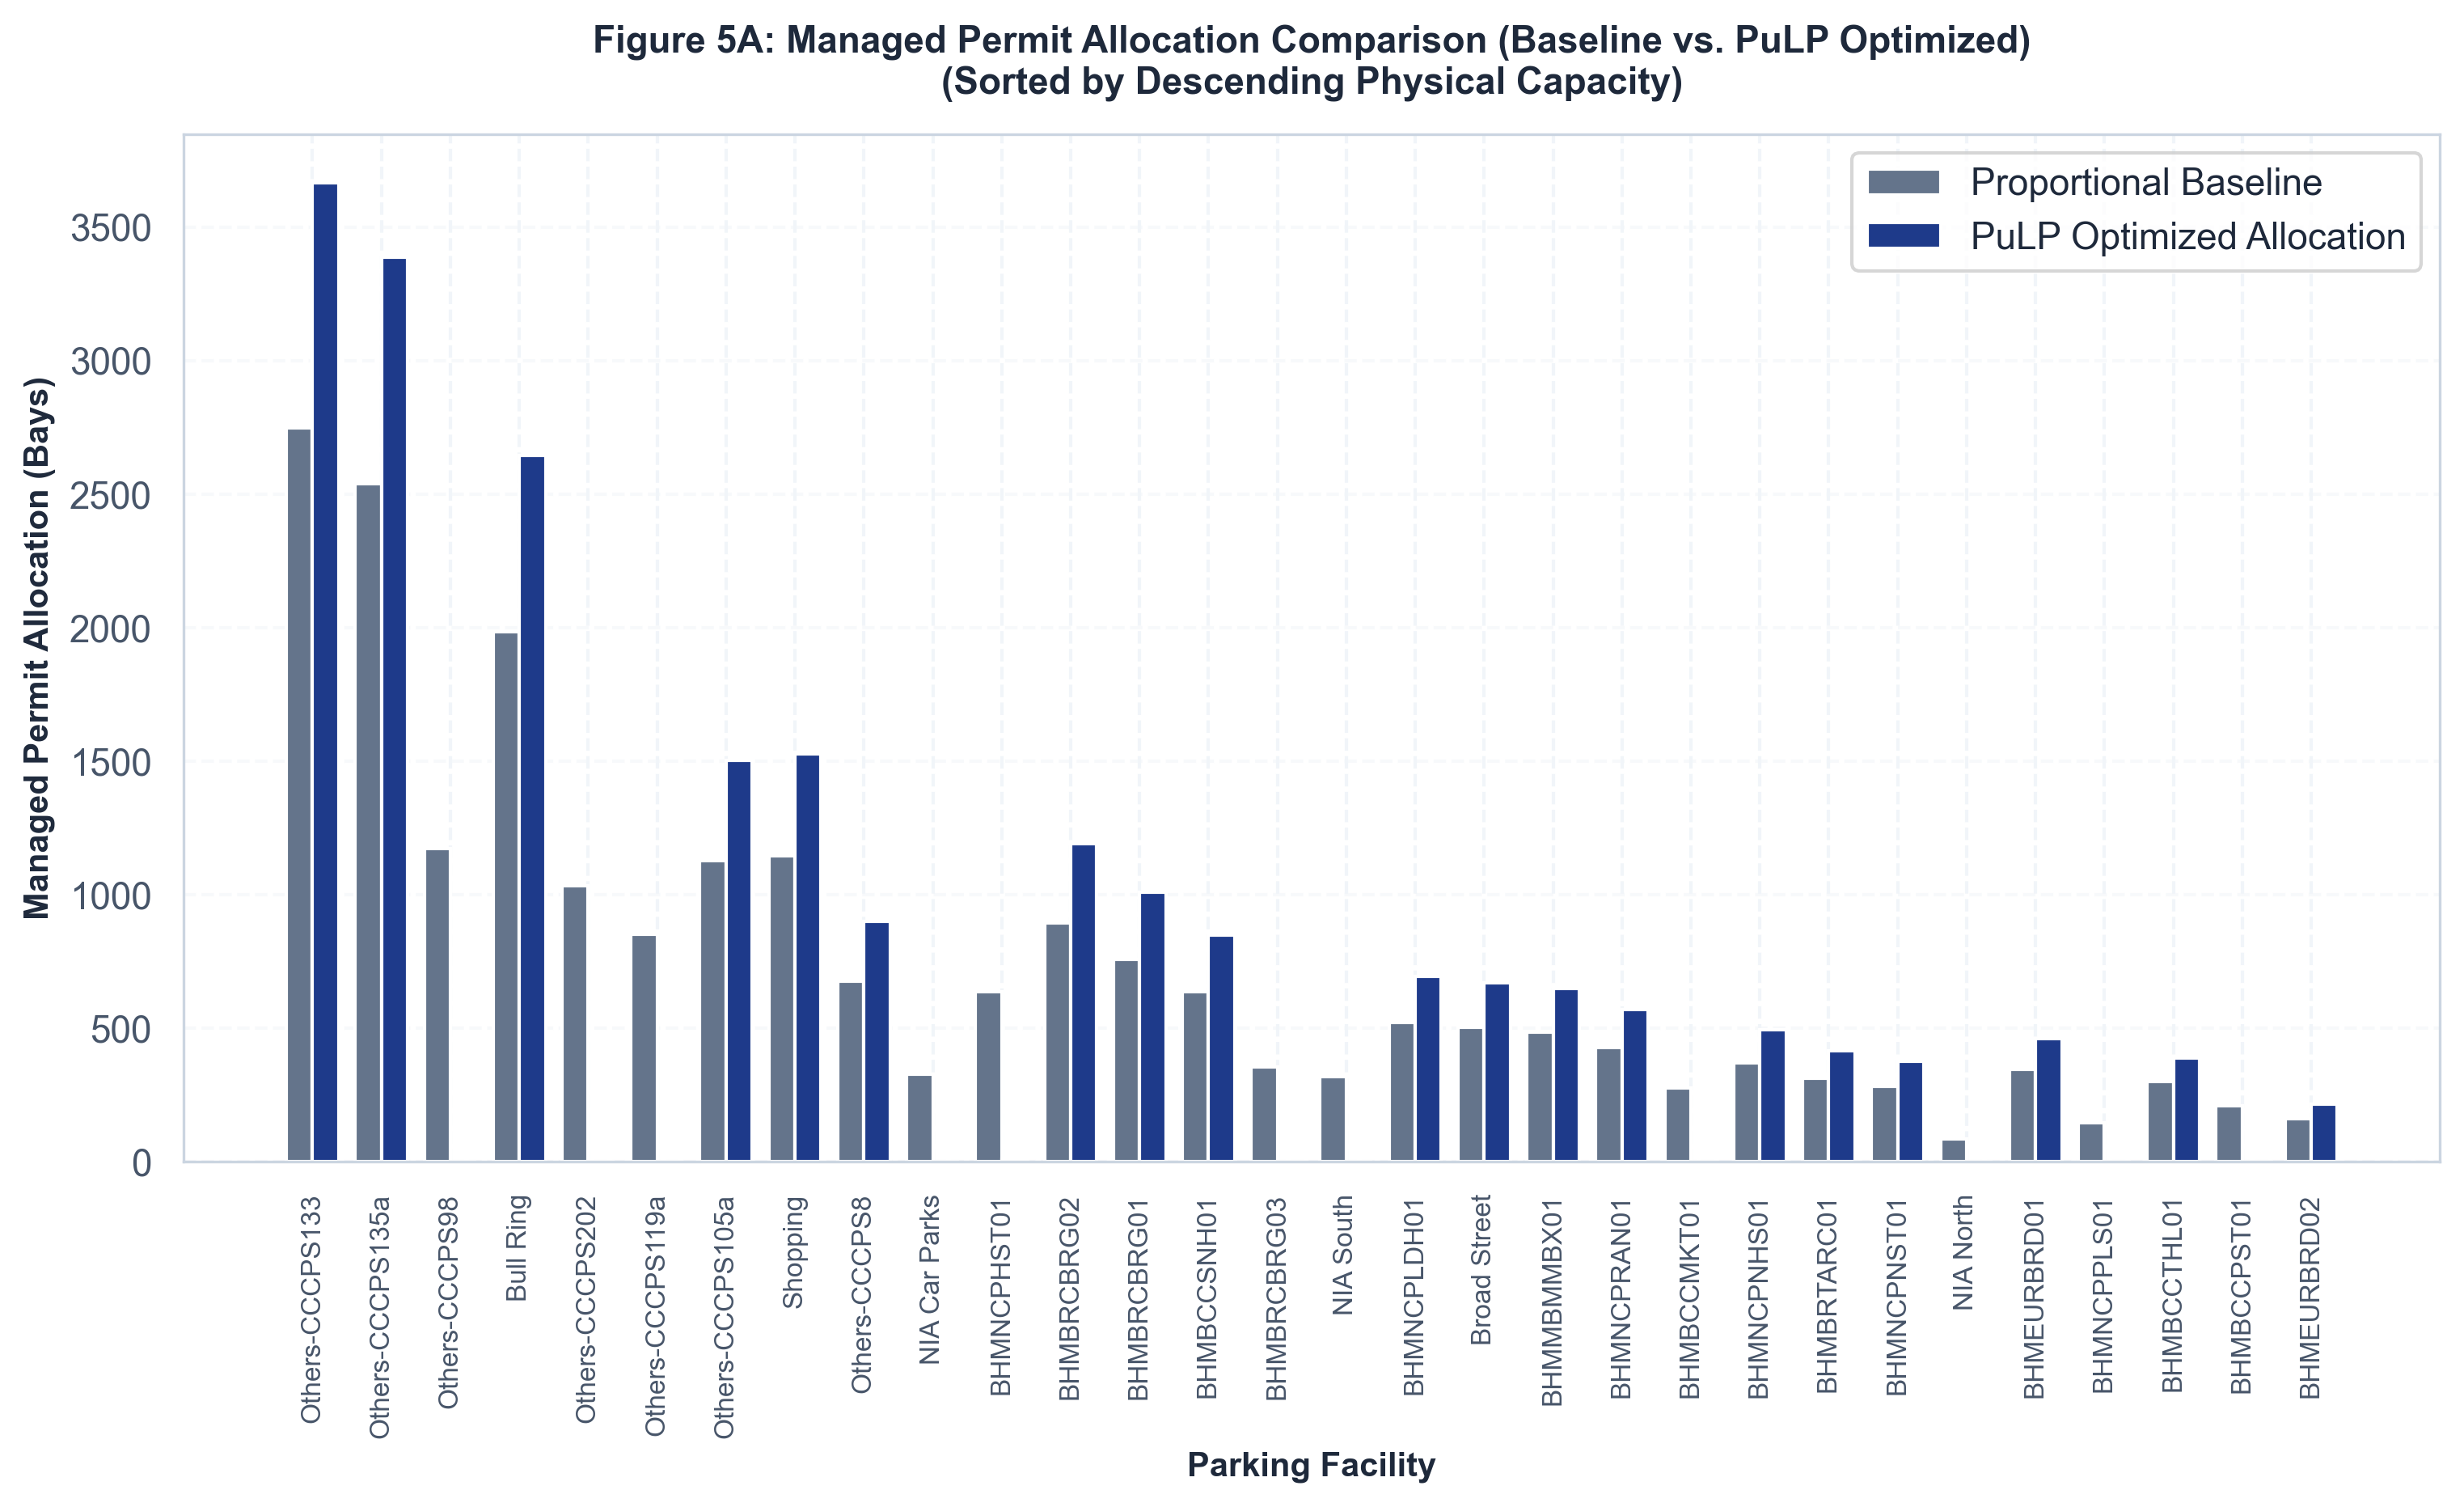 Figure 5A: Managed Permit Allocation Comparison (Baseline vs. PuLP Optimized)
(Sorted by Descending Physical Capacity)
Proportional Baseline
PuLP Optimized Allocation
Managed Permit Allocation (Bays)
3500
3000
2500
2000
1500
1000
500
0
Others-CCCPS133
Others-CCCPS135a
Others-CCCPS98
Bull Ring
Others-CCCPS202
Others-CCCPS119a
Others-CCCPS105a
Shopping
Others-CCCPS8
NIA Car Parks
BHMNCPHST01
BHMBRCBRG02
BHMBRCBRG01
BHMBCCSNH01
BHMBRCBRG03
NIA South
BHMNCPLDH01
Broad Street
BHMMBMMBX01
BHMNCPRAN01
BHMBCCMKT01
BHMNCPNHS01
BHMBRTARC01
BHMNCPNST01
NIA North
BHMEURBRD01
BHMNCPPLS01
BHMBCCTHL01
BHMBCCPST01
BHMEURBRD02
Parking Facility